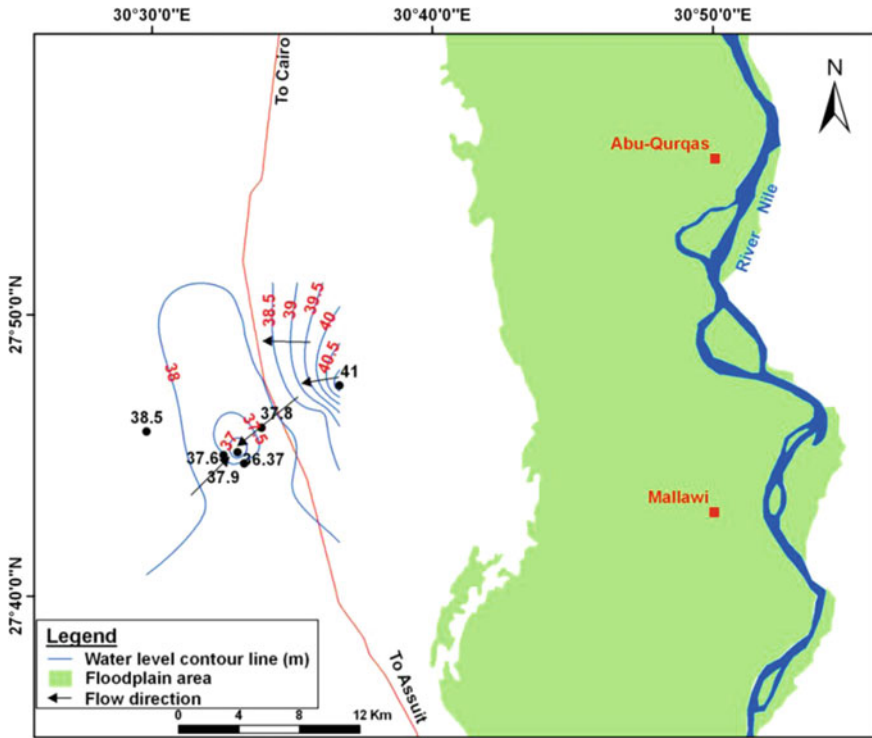 30°30'0"E
30°40'0"E
30°50'0"E
To Cairo
N
Abu-Qurqas
River Nile
27°50'0"N
38.5
39
39.5
40
40.5
41
38
38.5
37.8
37.5
37
37.6
36.37
37.9
Mallawi
27°40'0"N
To Assuit
Legend
Water level contour line (m)
Floodplain area
Flow direction
0 4 8 12 Km